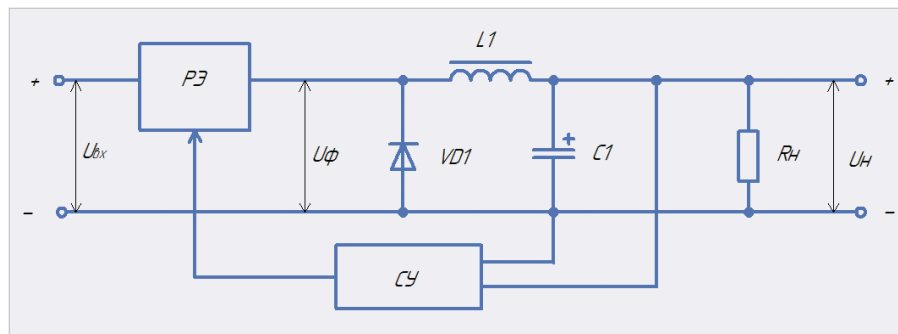 L1
+ РЭ +
Uвх Uф VD1 + C1 Rн Uн
− −
СУ